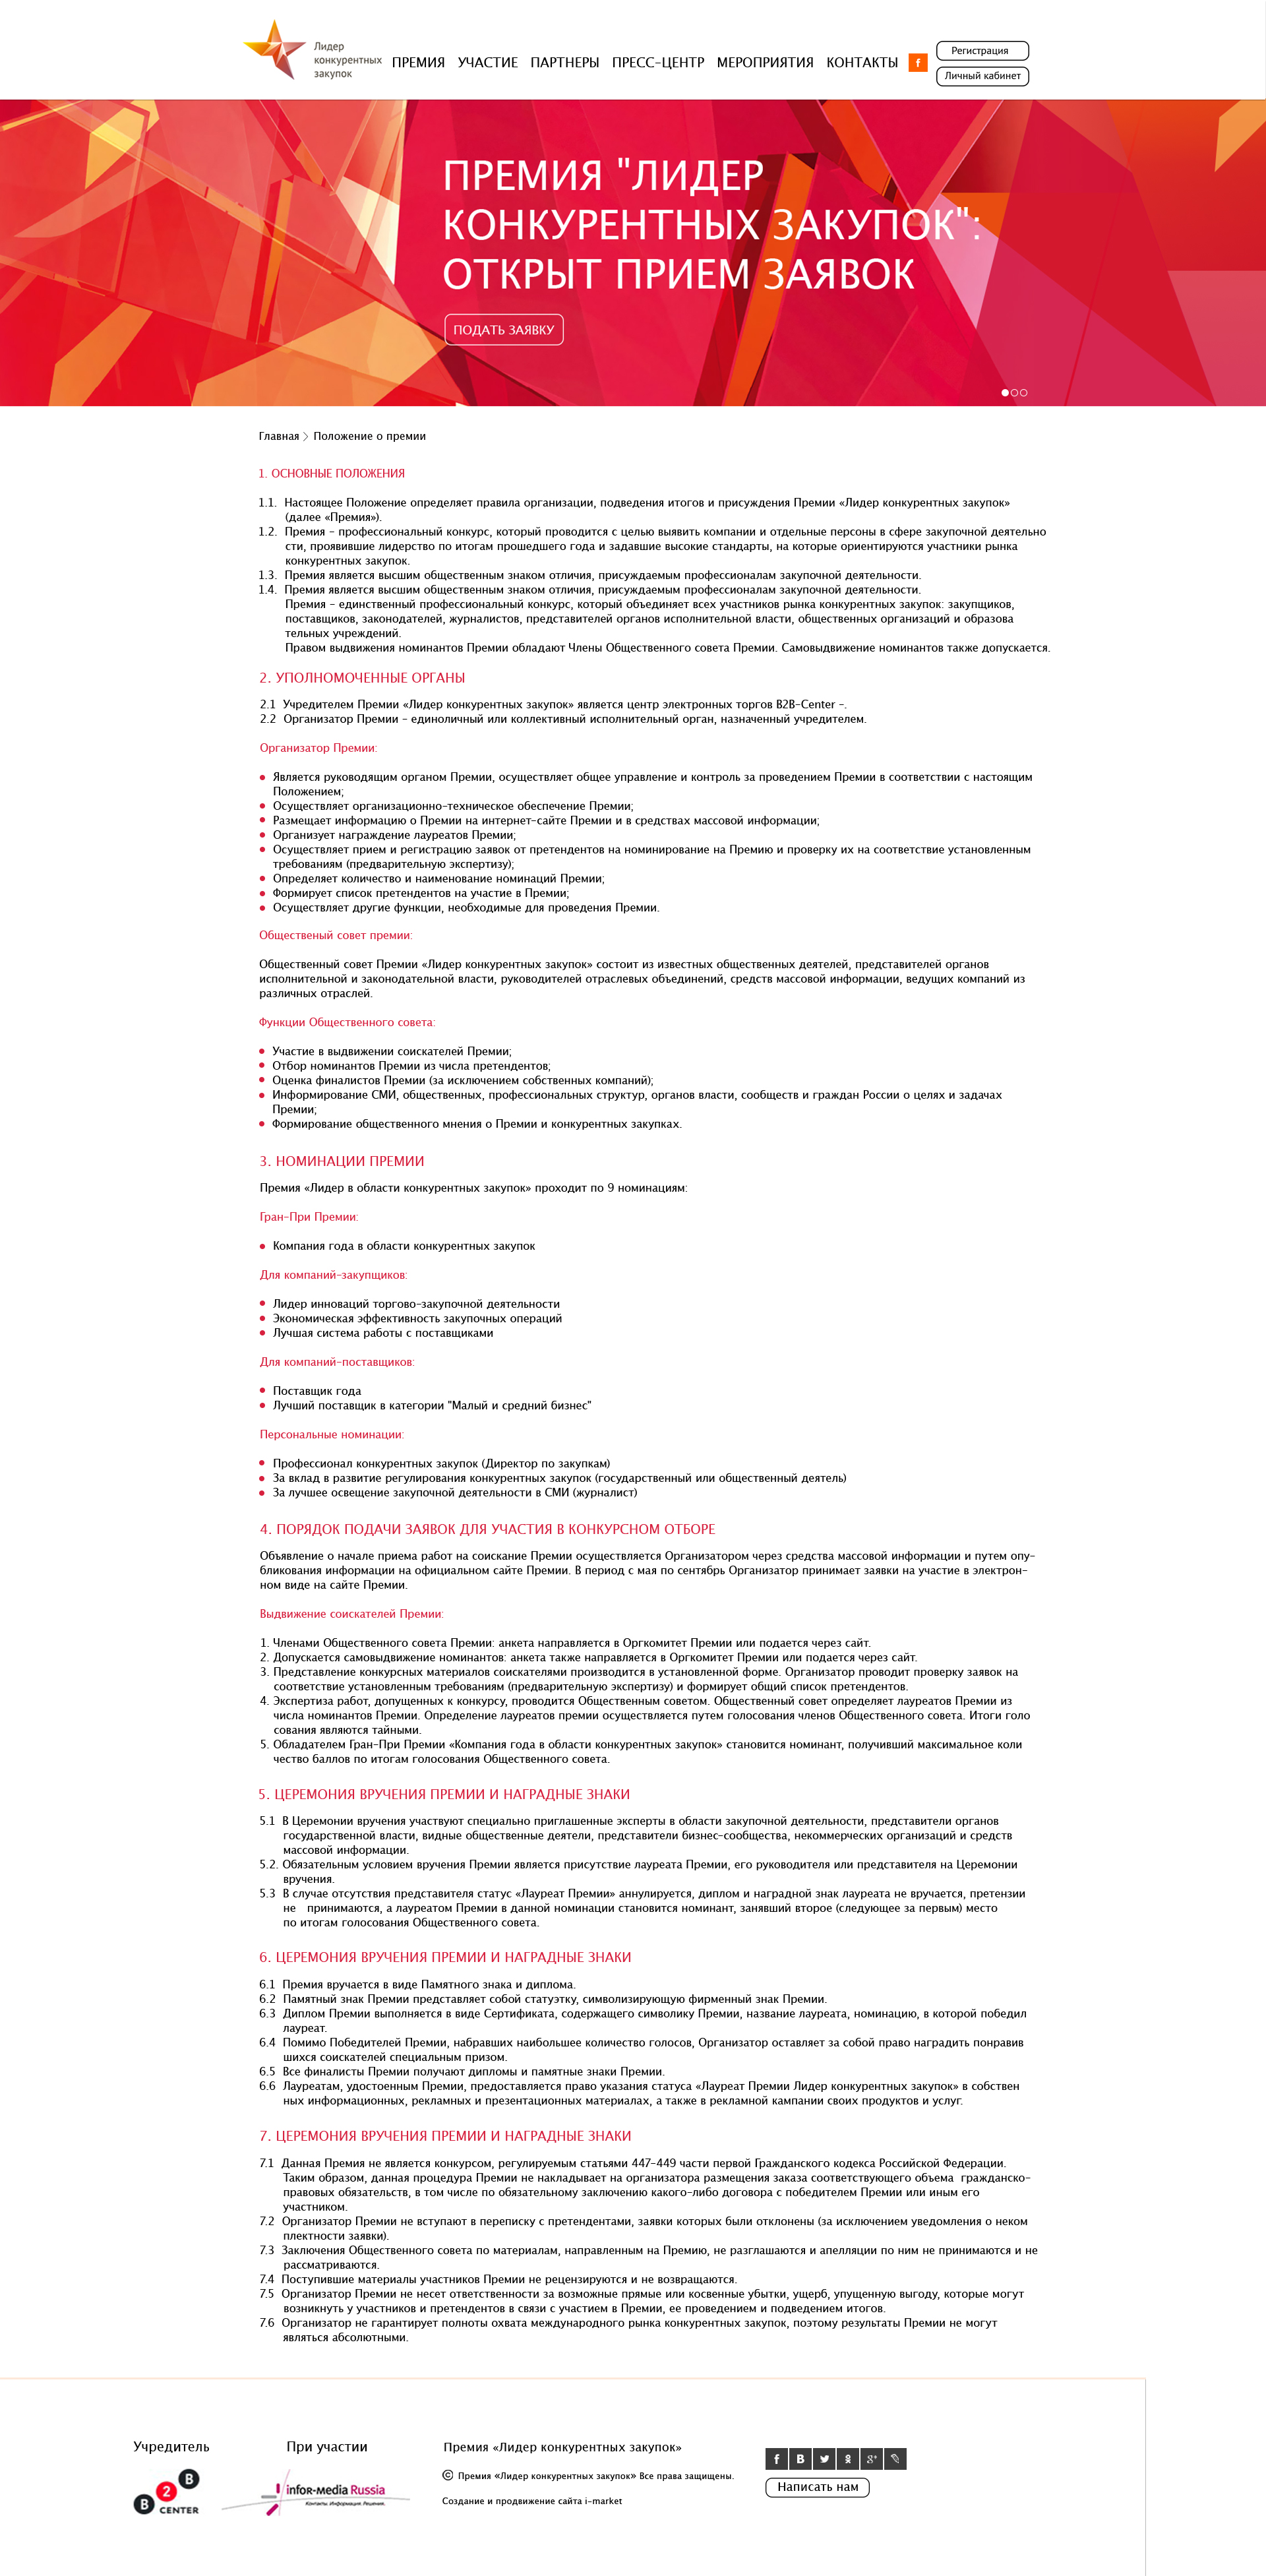 Лидер
конкурентных
закупок
ПРЕМИЯ УЧАСТИЕ ПАРТНЕРЫ ПРЕСС-ЦЕНТР МЕРОПРИЯТИЯ КОНТАКТЫ f
Регистрация
Личный кабинет
ПРЕМИЯ "ЛИДЕР
КОНКУРЕНТНЫХ ЗАКУПОК":
ОТКРЫТ ПРИЕМ ЗАЯВОК
ПОДАТЬ ЗАЯВКУ
Главная > Положение о премии
1. ОСНОВНЫЕ ПОЛОЖЕНИЯ
1.1. Настоящее Положение определяет правила организации, подведения итогов и присуждения Премии «Лидер конкурентных закупок»
(далее «Премия»).
1.2. Премия - профессиональный конкурс, который проводится с целью выявить компании и отдельные персоны в сфере закупочной деятельно
сти, проявившие лидерство по итогам прошедшего года и задавшие высокие стандарты, на которые ориентируются участники рынка
конкурентных закупок.
1.3. Премия является высшим общественным знаком отличия, присуждаемым профессионалам закупочной деятельности.
1.4. Премия является высшим общественным знаком отличия, присуждаемым профессионалам закупочной деятельности.
Премия - единственный профессиональный конкурс, который объединяет всех участников рынка конкурентных закупок: закупщиков,
поставщиков, законодателей, журналистов, представителей органов исполнительной власти, общественных организаций и образова
тельных учреждений.
Правом выдвижения номинантов Премии обладают Члены Общественного совета Премии. Самовыдвижение номинантов также допускается.
2. УПОЛНОМОЧЕННЫЕ ОРГАНЫ
2.1 Учредителем Премии «Лидер конкурентных закупок» является центр электронных торгов B2B-Center -.
2.2 Организатор Премии - единоличный или коллективный исполнительный орган, назначенный учредителем.
Организатор Премии:
Является руководящим органом Премии, осуществляет общее управление и контроль за проведением Премии в соответствии с настоящим
Положением;
Осуществляет организационно-техническое обеспечение Премии;
Размещает информацию о Премии на интернет-сайте Премии и в средствах массовой информации;
Организует награждение лауреатов Премии;
Осуществляет прием и регистрацию заявок от претендентов на номинирование на Премию и проверку их на соответствие установленным
требованиям (предварительную экспертизу);
Определяет количество и наименование номинаций Премии;
Формирует список претендентов на участие в Премии;
Осуществляет другие функции, необходимые для проведения Премии.
Общественый совет премии:
Общественный совет Премии «Лидер конкурентных закупок» состоит из известных общественных деятелей, представителей органов
исполнительной и законодательной власти, руководителей отраслевых объединений, средств массовой информации, ведущих компаний из
различных отраслей.
Функции Общественного совета:
Участие в выдвижении соискателей Премии;
Отбор номинантов Премии из числа претендентов;
Оценка финалистов Премии (за исключением собственных компаний);
Информирование СМИ, общественных, профессиональных структур, органов власти, сообществ и граждан России о целях и задачах
Премии;
Формирование общественного мнения о Премии и конкурентных закупках.
3. НОМИНАЦИИ ПРЕМИИ
Премия «Лидер в области конкурентных закупок» проходит по 9 номинациям:
Гран-При Премии:
Компания года в области конкурентных закупок
Для компаний-закупщиков:
Лидер инноваций торгово-закупочной деятельности
Экономическая эффективность закупочных операций
Лучшая система работы с поставщиками
Для компаний-поставщиков:
Поставщик года
Лучший поставщик в категории "Малый и средний бизнес"
Персональные номинации:
Профессионал конкурентных закупок (Директор по закупкам)
За вклад в развитие регулирования конкурентных закупок (государственный или общественный деятель)
За лучшее освещение закупочной деятельности в СМИ (журналист)
4. ПОРЯДОК ПОДАЧИ ЗАЯВОК ДЛЯ УЧАСТИЯ В КОНКУРСНОМ ОТБОРЕ
Объявление о начале приема работ на соискание Премии осуществляется Организатором через средства массовой информации и путем опу-
бликования информации на официальном сайте Премии. В период с мая по сентябрь Организатор принимает заявки на участие в электрон-
ном виде на сайте Премии.
Выдвижение соискателей Премии:
1. Членами Общественного совета Премии: анкета направляется в Оргкомитет Премии или подается через сайт.
2. Допускается самовыдвижение номинантов: анкета также направляется в Оргкомитет Премии или подается через сайт.
3. Представление конкурсных материалов соискателями производится в установленной форме. Организатор проводит проверку заявок на
соответствие установленным требованиям (предварительную экспертизу) и формирует общий список претендентов.
4. Экспертиза работ, допущенных к конкурсу, проводится Общественным советом. Общественный совет определяет лауреатов Премии из
числа номинантов Премии. Определение лауреатов премии осуществляется путем голосования членов Общественного совета. Итоги голо
сования являются тайными.
5. Обладателем Гран-При Премии «Компания года в области конкурентных закупок» становится номинант, получивший максимальное коли
чество баллов по итогам голосования Общественного совета.
5. ЦЕРЕМОНИЯ ВРУЧЕНИЯ ПРЕМИИ И НАГРАДНЫЕ ЗНАКИ
5.1 В Церемонии вручения участвуют специально приглашенные эксперты в области закупочной деятельности, представители органов
государственной власти, видные общественные деятели, представители бизнес-сообщества, некоммерческих организаций и средств
массовой информации.
5.2. Обязательным условием вручения Премии является присутствие лауреата Премии, его руководителя или представителя на Церемонии
вручения.
5.3 В случае отсутствия представителя статус «Лауреат Премии» аннулируется, диплом и наградной знак лауреата не вручается, претензии
не принимаются, а лауреатом Премии в данной номинации становится номинант, занявший второе (следующее за первым) место
по итогам голосования Общественного совета.
6. ЦЕРЕМОНИЯ ВРУЧЕНИЯ ПРЕМИИ И НАГРАДНЫЕ ЗНАКИ
6.1 Премия вручается в виде Памятного знака и диплома.
6.2 Памятный знак Премии представляет собой статуэтку, символизирующую фирменный знак Премии.
6.3 Диплом Премии выполняется в виде Сертификата, содержащего символику Премии, название лауреата, номинацию, в которой победил
лауреат.
6.4 Помимо Победителей Премии, набравших наибольшее количество голосов, Организатор оставляет за собой право наградить понравив
шихся соискателей специальным призом.
6.5 Все финалисты Премии получают дипломы и памятные знаки Премии.
6.6 Лауреатам, удостоенным Премии, предоставляется право указания статуса «Лауреат Премии Лидер конкурентных закупок» в собствен
ных информационных, рекламных и презентационных материалах, а также в рекламной кампании своих продуктов и услуг.
7. ЦЕРЕМОНИЯ ВРУЧЕНИЯ ПРЕМИИ И НАГРАДНЫЕ ЗНАКИ
7.1 Данная Премия не является конкурсом, регулируемым статьями 447-449 части первой Гражданского кодекса Российской Федерации.
Таким образом, данная процедура Премии не накладывает на организатора размещения заказа соответствующего объема гражданско-
правовых обязательств, в том числе по обязательному заключению какого-либо договора с победителем Премии или иным его
участником.
7.2 Организатор Премии не вступают в переписку с претендентами, заявки которых были отклонены (за исключением уведомления о неком
плектности заявки).
7.3 Заключения Общественного совета по материалам, направленным на Премию, не разглашаются и апелляции по ним не принимаются и не
рассматриваются.
7.4 Поступившие материалы участников Премии не рецензируются и не возвращаются.
7.5 Организатор Премии не несет ответственности за возможные прямые или косвенные убытки, ущерб, упущенную выгоду, которые могут
возникнуть у участников и претендентов в связи с участием в Премии, ее проведением и подведением итогов.
7.6 Организатор не гарантирует полноты охвата международного рынка конкурентных закупок, поэтому результаты Премии не могут
являться абсолютными.
Учредитель
B2B CENTER
При участии
infor-media Russia
Контакты. Информация. Решения.
Премия «Лидер конкурентных закупок»
© Премия «Лидер конкурентных закупок» Все права защищены.
Создание и продвижение сайта i-market
f B g+
Написать нам